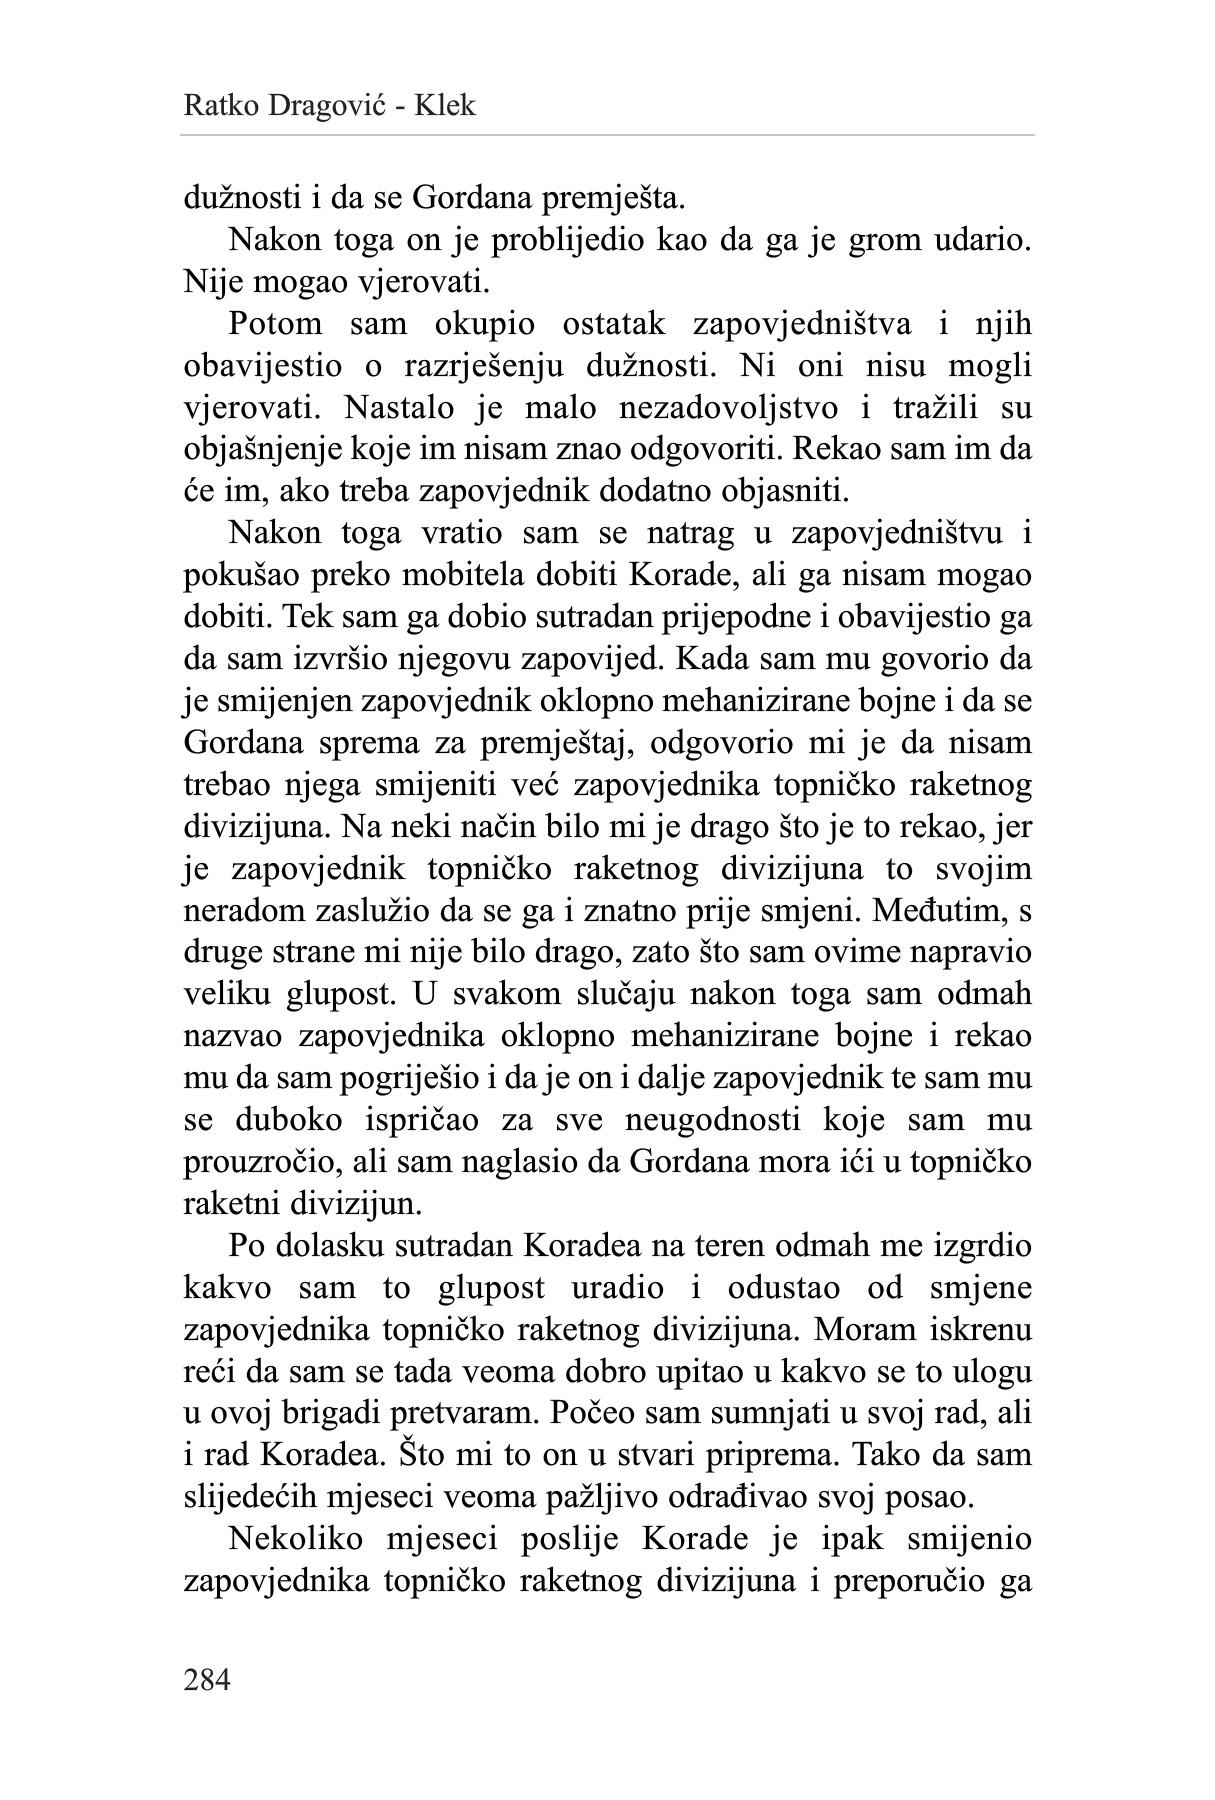 Ratko Dragović - Klek
dužnosti i da se Gordana premješta.
Nakon toga on je problijedio kao da ga je grom udario.
Nije mogao vjerovati.
Potom sam okupio ostatak zapovjedništva i njih
obavijestio o razrješenju dužnosti. Ni oni nisu mogli
vjerovati. Nastalo je malo nezadovoljstvo i tražili su
objašnjenje koje im nisam znao odgovoriti. Rekao sam im da
će im, ako treba zapovjednik dodatno objasniti.
Nakon toga vratio sam se natrag u zapovjedništvu i
pokušao preko mobitela dobiti Korade, ali ga nisam mogao
dobiti. Tek sam ga dobio sutradan prijepodne i obavijestio ga
da sam izvršio njegovu zapovijed. Kada sam mu govorio da
je smijenjen zapovjednik oklopno mehanizirane bojne i da se
Gordana sprema za premještaj, odgovorio mi je da nisam
trebao njega smijeniti već zapovjednika topničko raketnog
divizijuna. Na neki način bilo mi je drago što je to rekao, jer
je zapovjednik topničko raketnog divizijuna to svojim
neradom zaslužio da se ga i znatno prije smjeni. Međutim, s
druge strane mi nije bilo drago, zato što sam ovime napravio
veliku glupost. U svakom slučaju nakon toga sam odmah
nazvao zapovjednika oklopno mehanizirane bojne i rekao
mu da sam pogriješio i da je on i dalje zapovjednik te sam mu
se duboko ispričao za sve neugodnosti koje sam mu
prouzročio, ali sam naglasio da Gordana mora ići u topničko
raketni divizijun.
Po dolasku sutradan Koradea na teren odmah me izgrdio
kakvo sam to glupost uradio i odustao od smjene
zapovjednika topničko raketnog divizijuna. Moram iskrenu
reći da sam se tada veoma dobro upitao u kakvo se to ulogu
u ovoj brigadi pretvaram. Počeo sam sumnjati u svoj rad, ali
i rad Koradea. Što mi to on u stvari priprema. Tako da sam
slijedećih mjeseci veoma pažljivo odrađivao svoj posao.
Nekoliko mjeseci poslije Korade je ipak smijenio
zapovjednika topničko raketnog divizijuna i preporučio ga
284